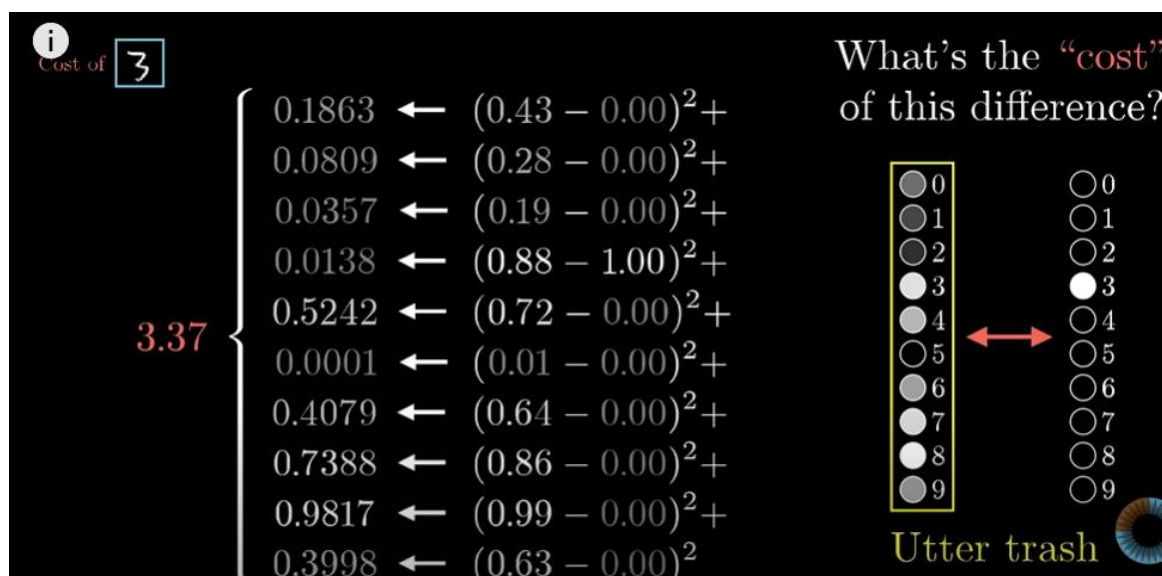 i
Cost of 3
What's the “cost”
of this difference?
3.37
0.1863 ← (0.43 − 0.00)²+
0.0809 ← (0.28 − 0.00)²+
0.0357 ← (0.19 − 0.00)²+
0.0138 ← (0.88 − 1.00)²+
0.5242 ← (0.72 − 0.00)²+
0.0001 ← (0.01 − 0.00)²+
0.4079 ← (0.64 − 0.00)²+
0.7388 ← (0.86 − 0.00)²+
0.9817 ← (0.99 − 0.00)²+
0.3998 ← (0.63 − 0.00)²
0 0
1 1
2 2
3 3
4 4
5 5
6 6
7 7
8 8
9 9
Utter trash